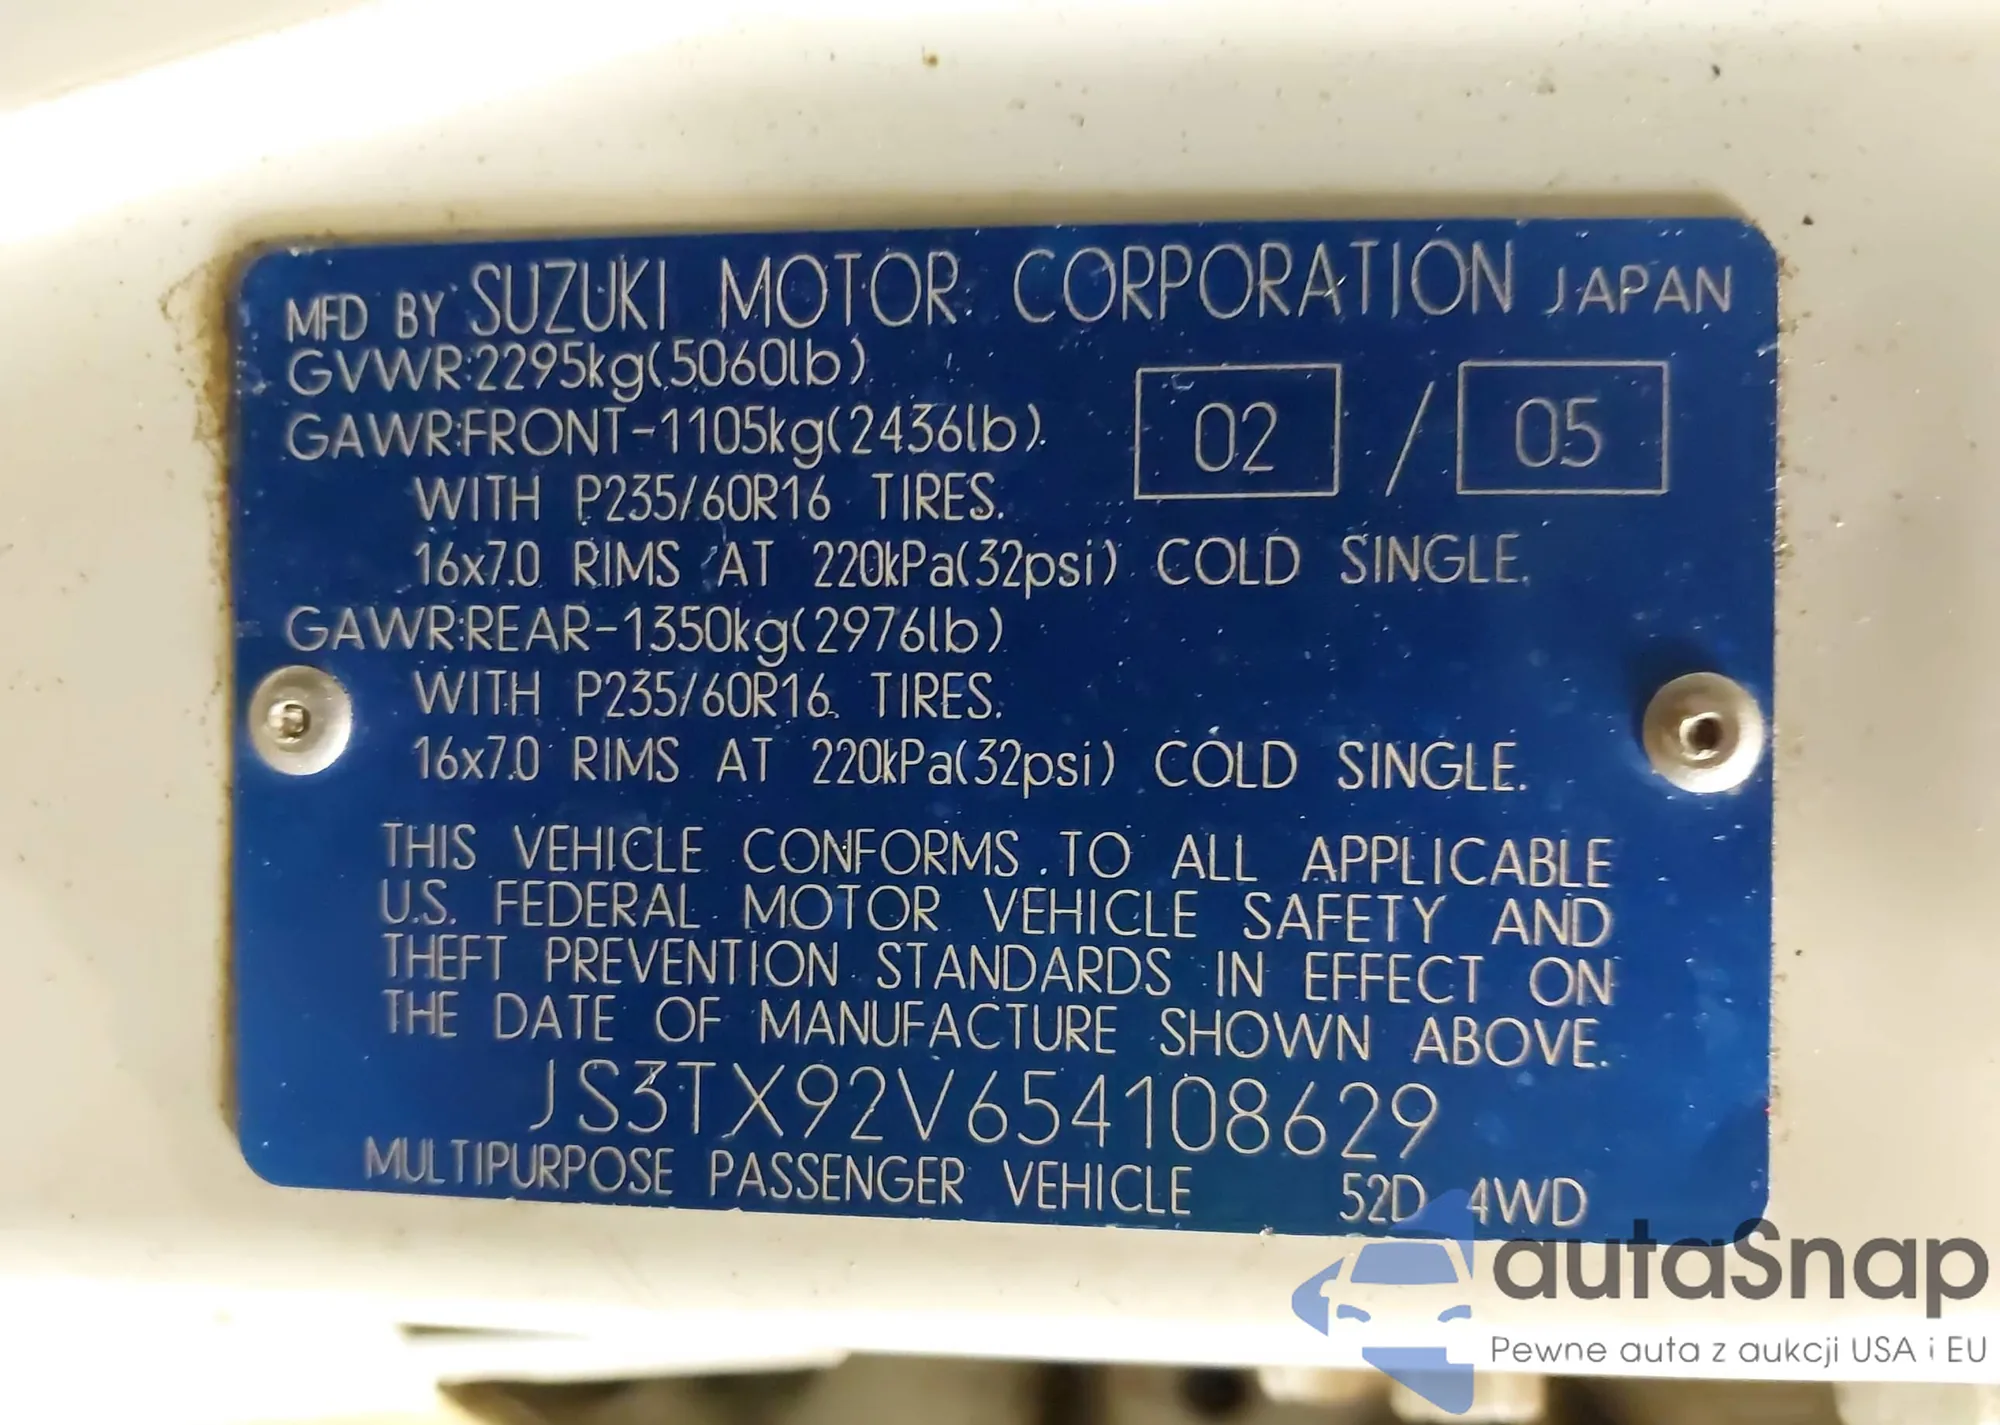 MFD BY SUZUKI MOTOR CORPORATION JAPAN
GVWR:2295kg(5060lb)
GAWR:FRONT-1105kg(2436lb).
02 / 05
WITH P235/60R16 TIRES.
16x7.0 RIMS AT 220kPa(32psi) COLD SINGLE.
GAWR:REAR-1350kg(2976lb)
WITH P235/60R16 TIRES.
16x7.0 RIMS AT 220kPa(32psi) COLD SINGLE.
THIS VEHICLE CONFORMS TO ALL APPLICABLE
U.S. FEDERAL MOTOR VEHICLE SAFETY AND
THEFT PREVENTION STANDARDS IN EFFECT ON
THE DATE OF MANUFACTURE SHOWN ABOVE.
JS3TX92V654108629
MULTIPURPOSE PASSENGER VEHICLE 52D 4WD
autaSnap
Pewne auta z aukcji USA i EU